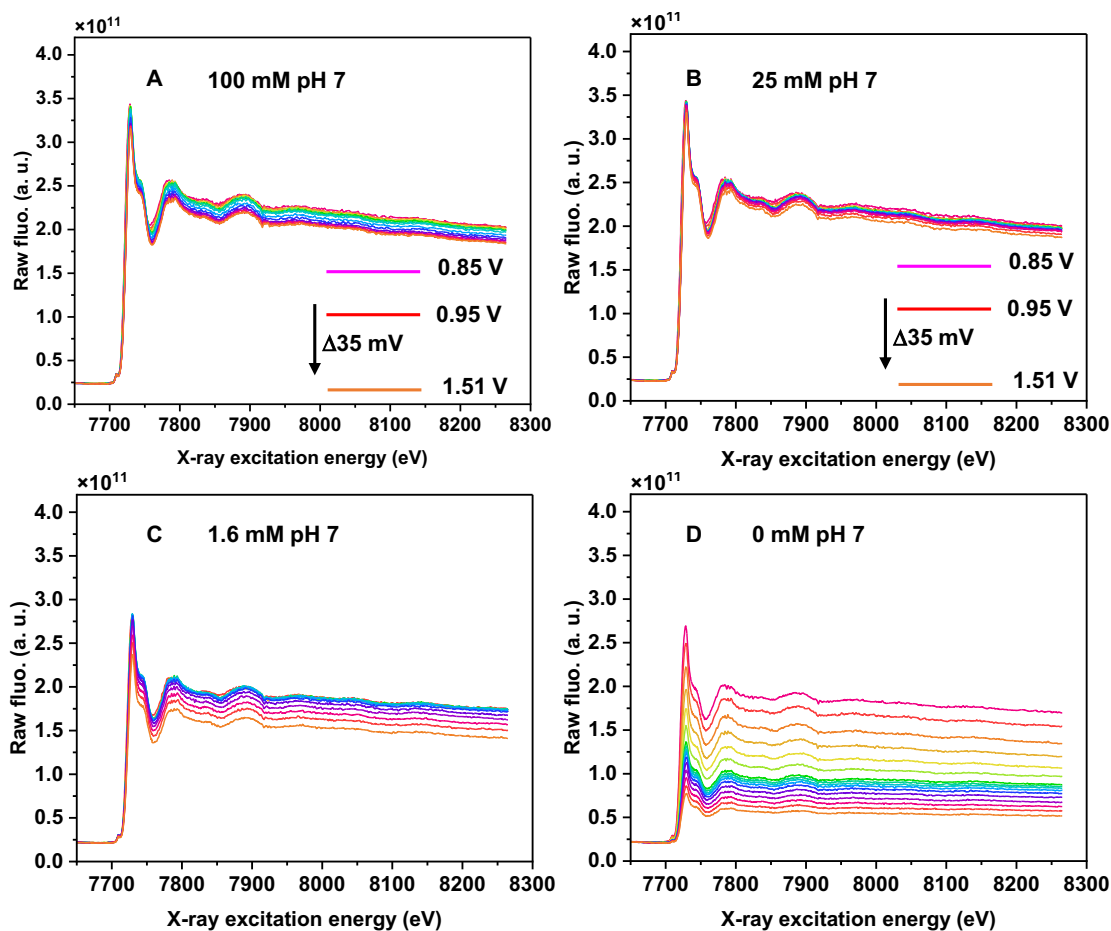 ×10¹¹
A 100 mM pH 7
4.0
3.5
3.0
2.5
2.0
1.5
1.0
0.5
0.0
Raw fluo. (a. u.)
0.85 V
0.95 V
Δ35 mV
1.51 V
7700 7800 7900 8000 8100 8200 8300
X-ray excitation energy (eV)
×10¹¹
B 25 mM pH 7
4.0
3.5
3.0
2.5
2.0
1.5
1.0
0.5
0.0
Raw fluo. (a. u.)
0.85 V
0.95 V
Δ35 mV
1.51 V
7700 7800 7900 8000 8100 8200 8300
X-ray excitation energy (eV)
×10¹¹
C 1.6 mM pH 7
4.0
3.5
3.0
2.5
2.0
1.5
1.0
0.5
0.0
Raw fluo. (a. u.)
7700 7800 7900 8000 8100 8200 8300
X-ray excitation energy (eV)
×10¹¹
D 0 mM pH 7
4.0
3.5
3.0
2.5
2.0
1.5
1.0
0.5
0.0
Raw fluo. (a. u.)
7700 7800 7900 8000 8100 8200 8300
X-ray excitation energy (eV)